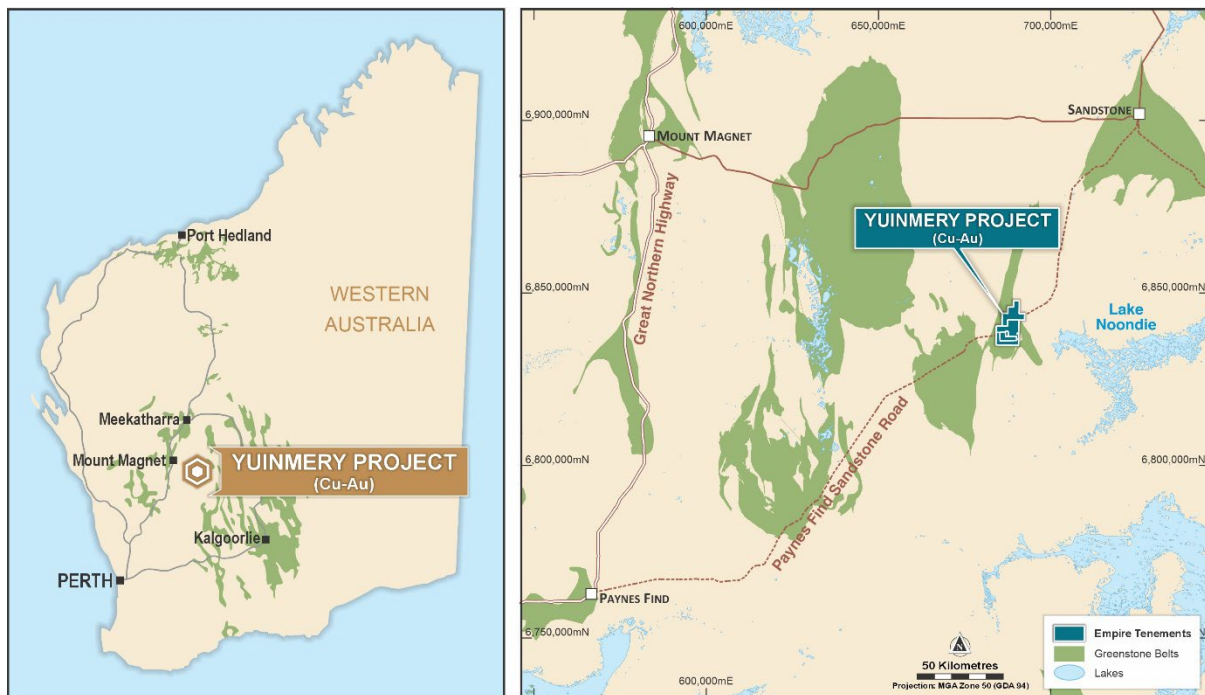 Port Hedland
WESTERN
AUSTRALIA
Meekatharra
Mount Magnet
YUINMERY PROJECT
(Cu-Au)
Kalgoorlie
PERTH
600,000mE
650,000mE
700,000mE
6,900,000mN
6,900,000mN
SANDSTONE
MOUNT MAGNET
Great Northern Highway
YUINMERY PROJECT
(Cu-Au)
6,850,000mN
6,850,000mN
Lake
Noondie
Paynes Find Sandstone Road
6,800,000mN
6,800,000mN
PAYNES FIND
6,750,000mN
N
50 Kilometres
Projection: MGA Zone 50 (GDA 94)
600,000mE
Empire Tenements
Greenstone Belts
Lakes